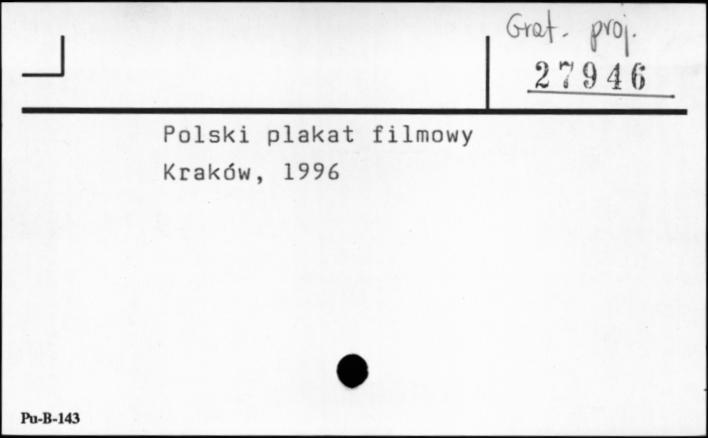 Graf. proj.
27946
Polski plakat filmowy
Kraków, 1996
Pu-B-143